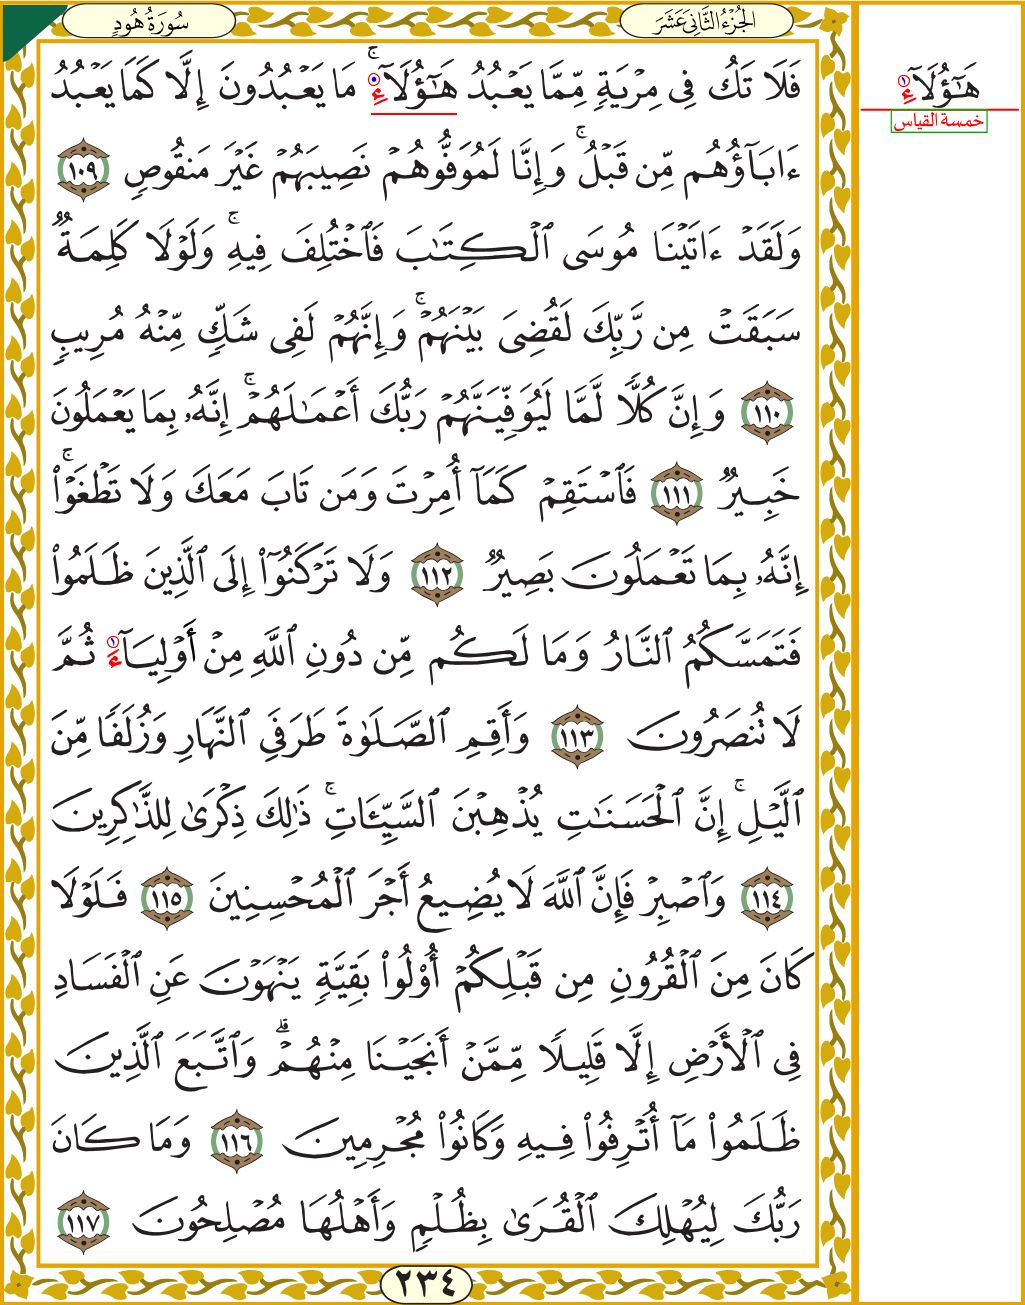 سُورَةُ هُودٍ
الجُزْءُ الثَّانِيَ عَشَرَ
فَلَا تَكُ فِى مِرْيَةٍ مِّمَّا يَعْبُدُ هَٰٓؤُلَآءِ ۚ مَا يَعْبُدُونَ إِلَّا كَمَا يَعْبُدُ
ءَابَآؤُهُم مِّن قَبْلُ ۚ وَإِنَّا لَمُوَفُّوهُمْ نَصِيبَهُمْ غَيْرَ مَنقُوصٍ ١٠٩
وَلَقَدْ ءَاتَيْنَا مُوسَى ٱلْكِتَٰبَ فَٱخْتُلِفَ فِيهِ ۚ وَلَوْلَا كَلِمَةٌ
سَبَقَتْ مِن رَّبِّكَ لَقُضِىَ بَيْنَهُمْ ۚ وَإِنَّهُمْ لَفِى شَكٍّ مِّنْهُ مُرِيبٍ
١١٠ وَإِنَّ كُلًّا لَّمَّا لَيُوَفِّيَنَّهُمْ رَبُّكَ أَعْمَٰلَهُمْ ۚ إِنَّهُۥ بِمَا يَعْمَلُونَ
خَبِيرٌ ١١١ فَٱسْتَقِمْ كَمَآ أُمِرْتَ وَمَن تَابَ مَعَكَ وَلَا تَطْغَوْا۟ ۚ
إِنَّهُۥ بِمَا تَعْمَلُونَ بَصِيرٌ ١١٢ وَلَا تَرْكَنُوٓا۟ إِلَى ٱلَّذِينَ ظَلَمُوا۟
فَتَمَسَّكُمُ ٱلنَّارُ وَمَا لَكُم مِّن دُونِ ٱللَّهِ مِنْ أَوْلِيَآءَ ١ ثُمَّ
لَا تُنصَرُونَ ١١٣ وَأَقِمِ ٱلصَّلَوٰةَ طَرَفَىِ ٱلنَّهَارِ وَزُلَفًا مِّنَ
ٱلَّيْلِ ۚ إِنَّ ٱلْحَسَنَٰتِ يُذْهِبْنَ ٱلسَّيِّـَٔاتِ ۚ ذَٰلِكَ ذِكْرَىٰ لِلذَّٰكِرِينَ
١١٤ وَٱصْبِرْ فَإِنَّ ٱللَّهَ لَا يُضِيعُ أَجْرَ ٱلْمُحْسِنِينَ ١١٥ فَلَوْلَا
كَانَ مِنَ ٱلْقُرُونِ مِن قَبْلِكُمْ أُو۟لُوا۟ بَقِيَّةٍ يَنْهَوْنَ عَنِ ٱلْفَسَادِ
فِى ٱلْأَرْضِ إِلَّا قَلِيلًا مِّمَّنْ أَنجَيْنَا مِنْهُمْ ۗ وَٱتَّبَعَ ٱلَّذِينَ
ظَلَمُوا۟ مَآ أُتْرِفُوا۟ فِيهِ وَكَانُوا۟ مُجْرِمِينَ ١١٦ وَمَا كَانَ
رَبُّكَ لِيُهْلِكَ ٱلْقُرَىٰ بِظُلْمٍ وَأَهْلُهَا مُصْلِحُونَ ١١٧
٢٣٤
هَٰٓؤُلَآءِ ١
خمسة القياس